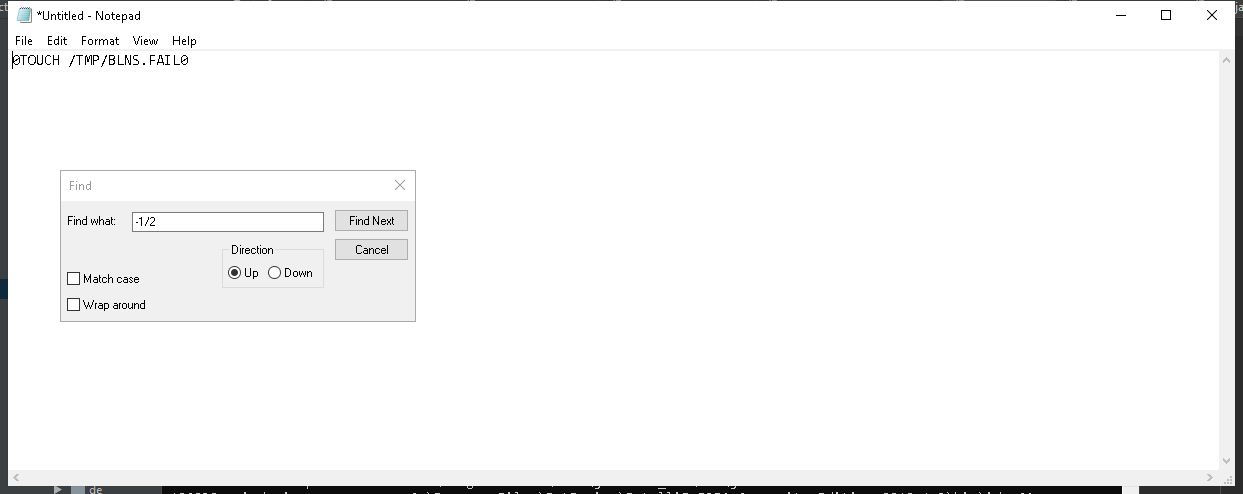 *Untitled - Notepad
File Edit Format View Help
0TOUCH /TMP/BLNS.FAIL0
Find
Find what: -1/2 Find Next
Direction Cancel
Up Down
Match case
Wrap around
de